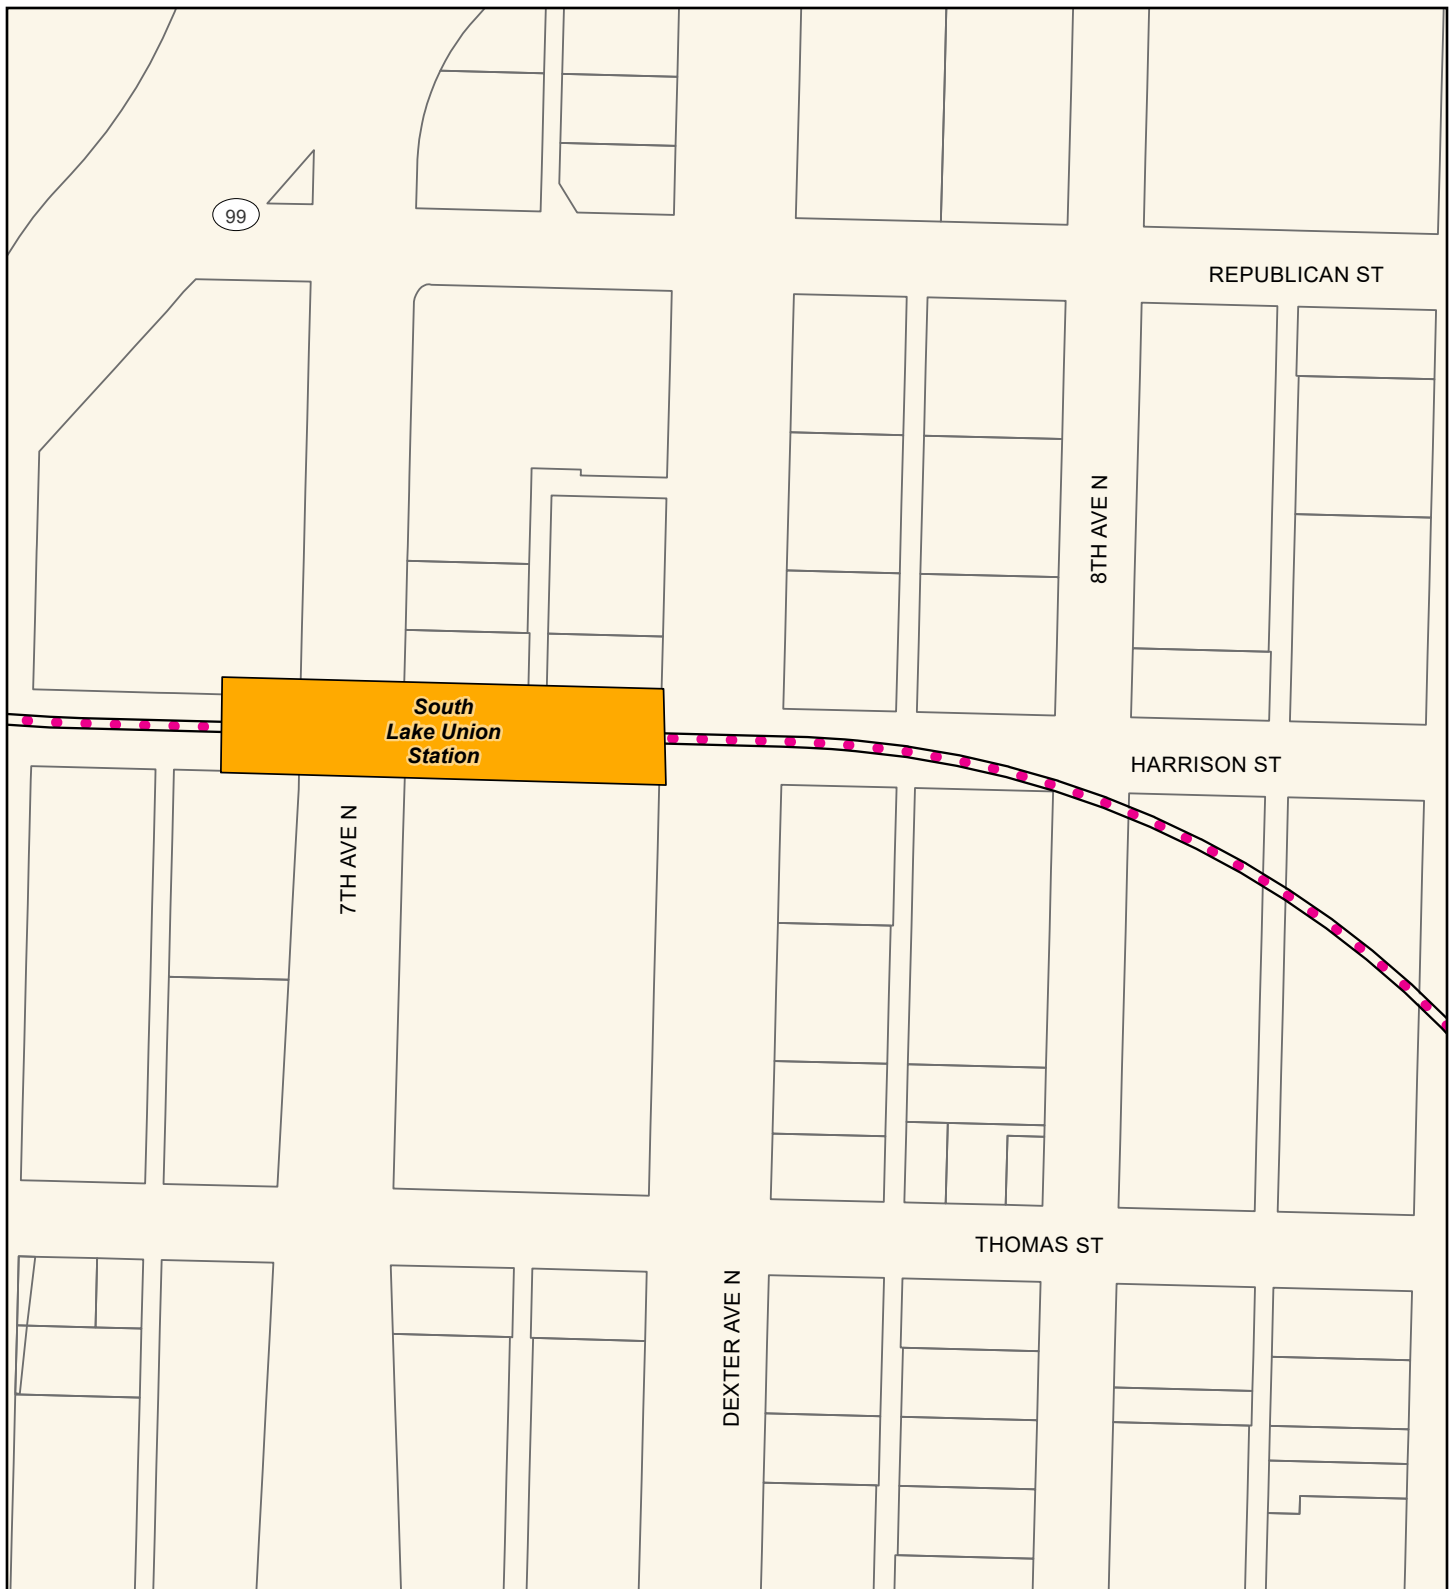 99
REPUBLICAN ST
8TH AVE N
South
Lake Union
Station
HARRISON ST
7TH AVE N
THOMAS ST
DEXTER AVE N